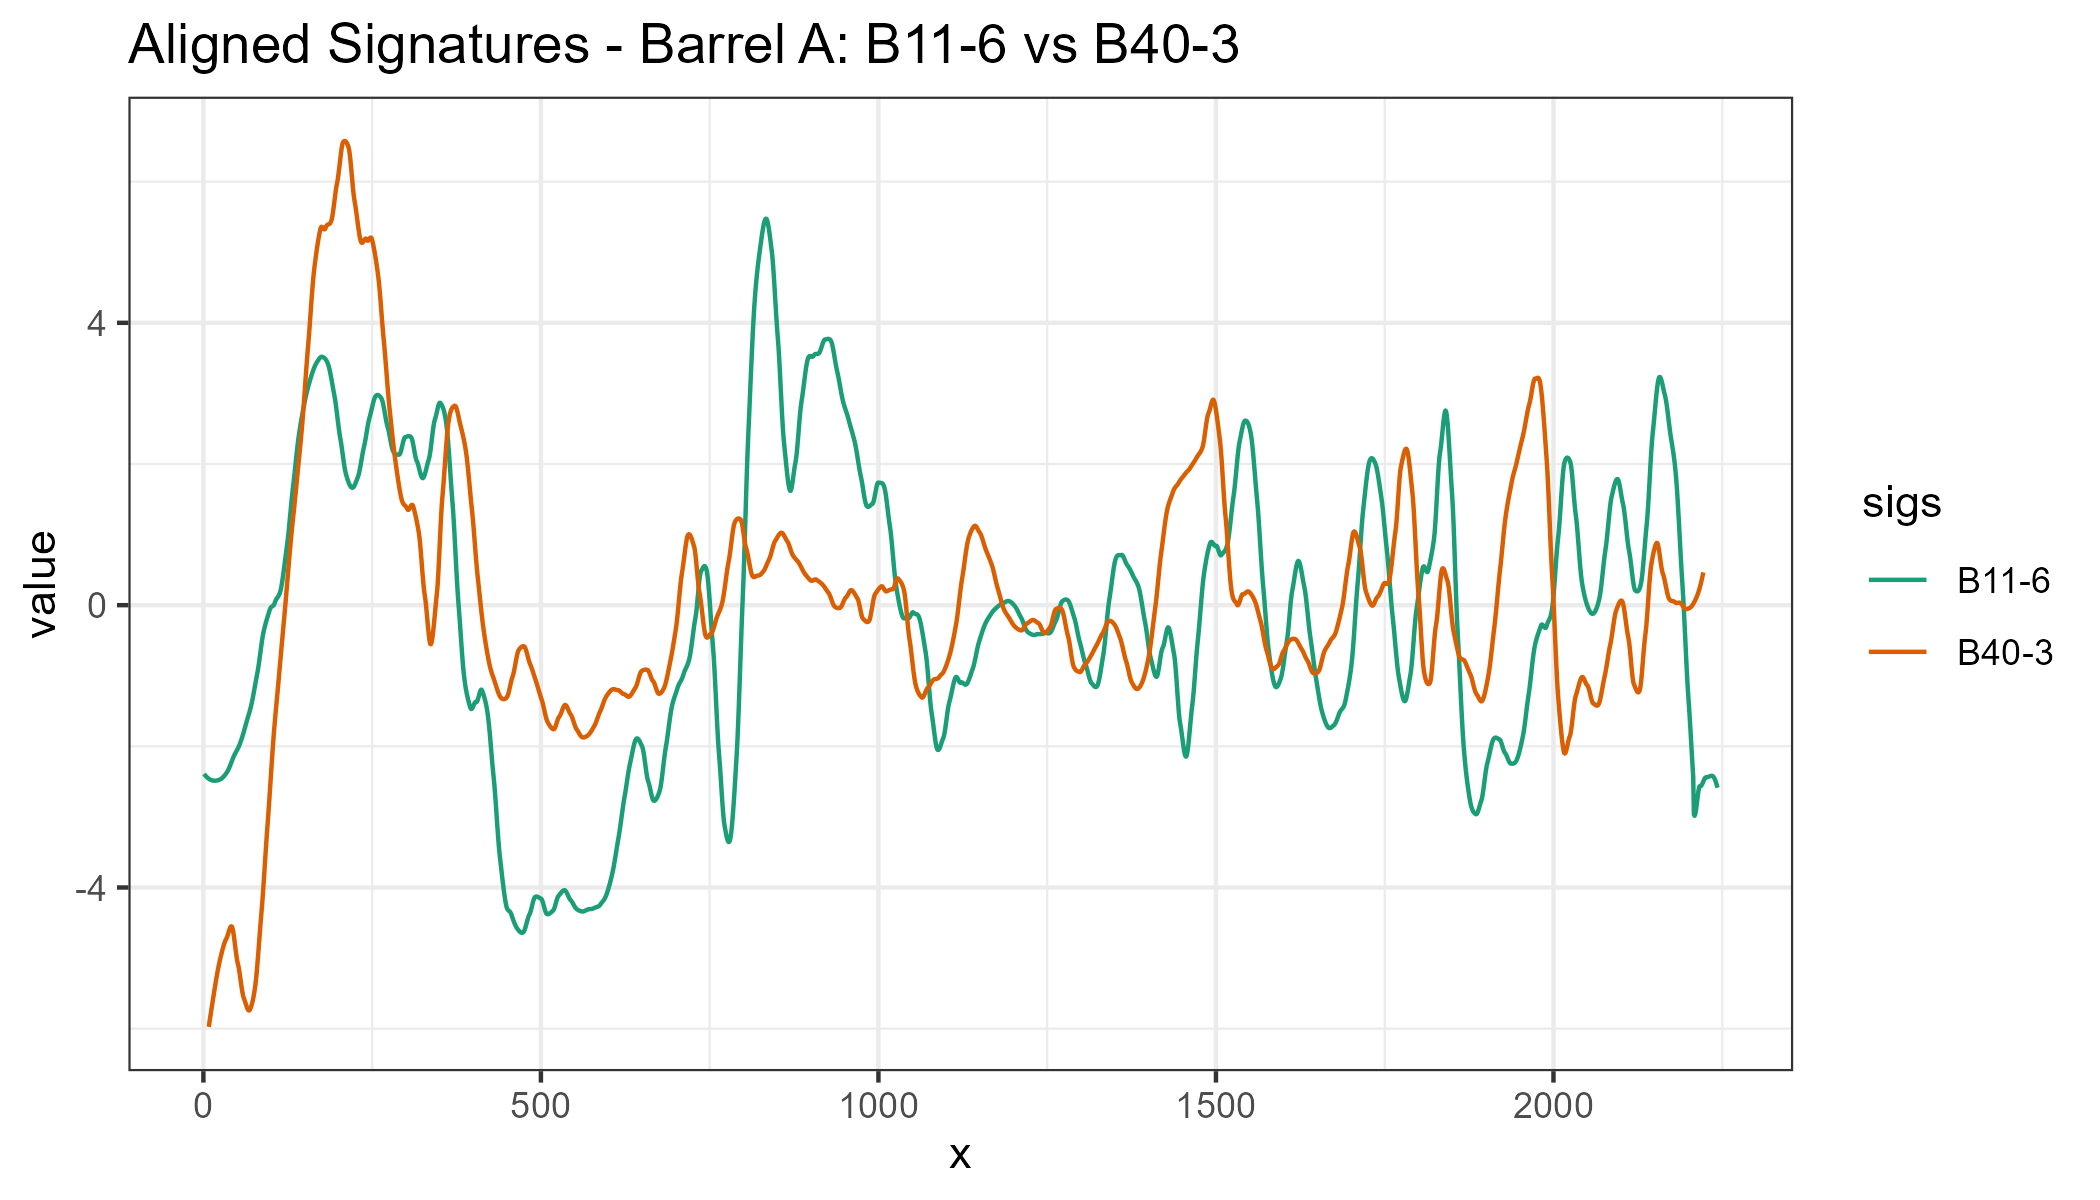 Aligned Signatures - Barrel A: B11-6 vs B40-3
value
4
0
-4
0
500
1000
1500
2000
x
sigs
B11-6
B40-3